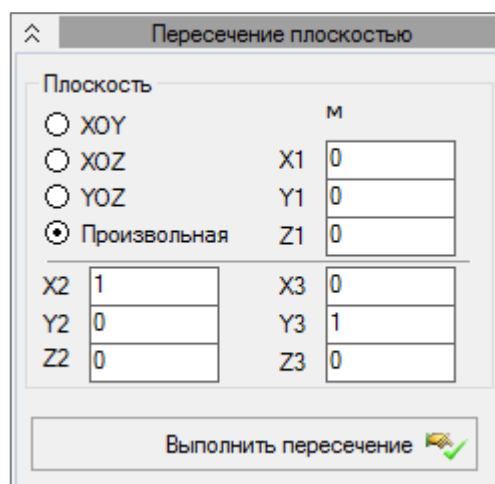 Пересечение плоскостью
Плоскость
м
XOY
XOZ X1 0
YOZ Y1 0
Произвольная Z1 0
X2 1 X3 0
Y2 0 Y3 1
Z2 0 Z3 0
Выполнить пересечение